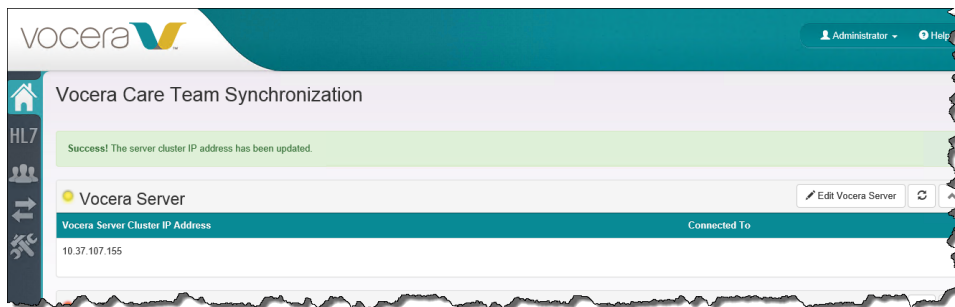 vocera
Administrator
Help
Vocera Care Team Synchronization
HL7
Success! The server cluster IP address has been updated.
Vocera Server
Edit Vocera Server
Vocera Server Cluster IP Address Connected To
10.37.107.155